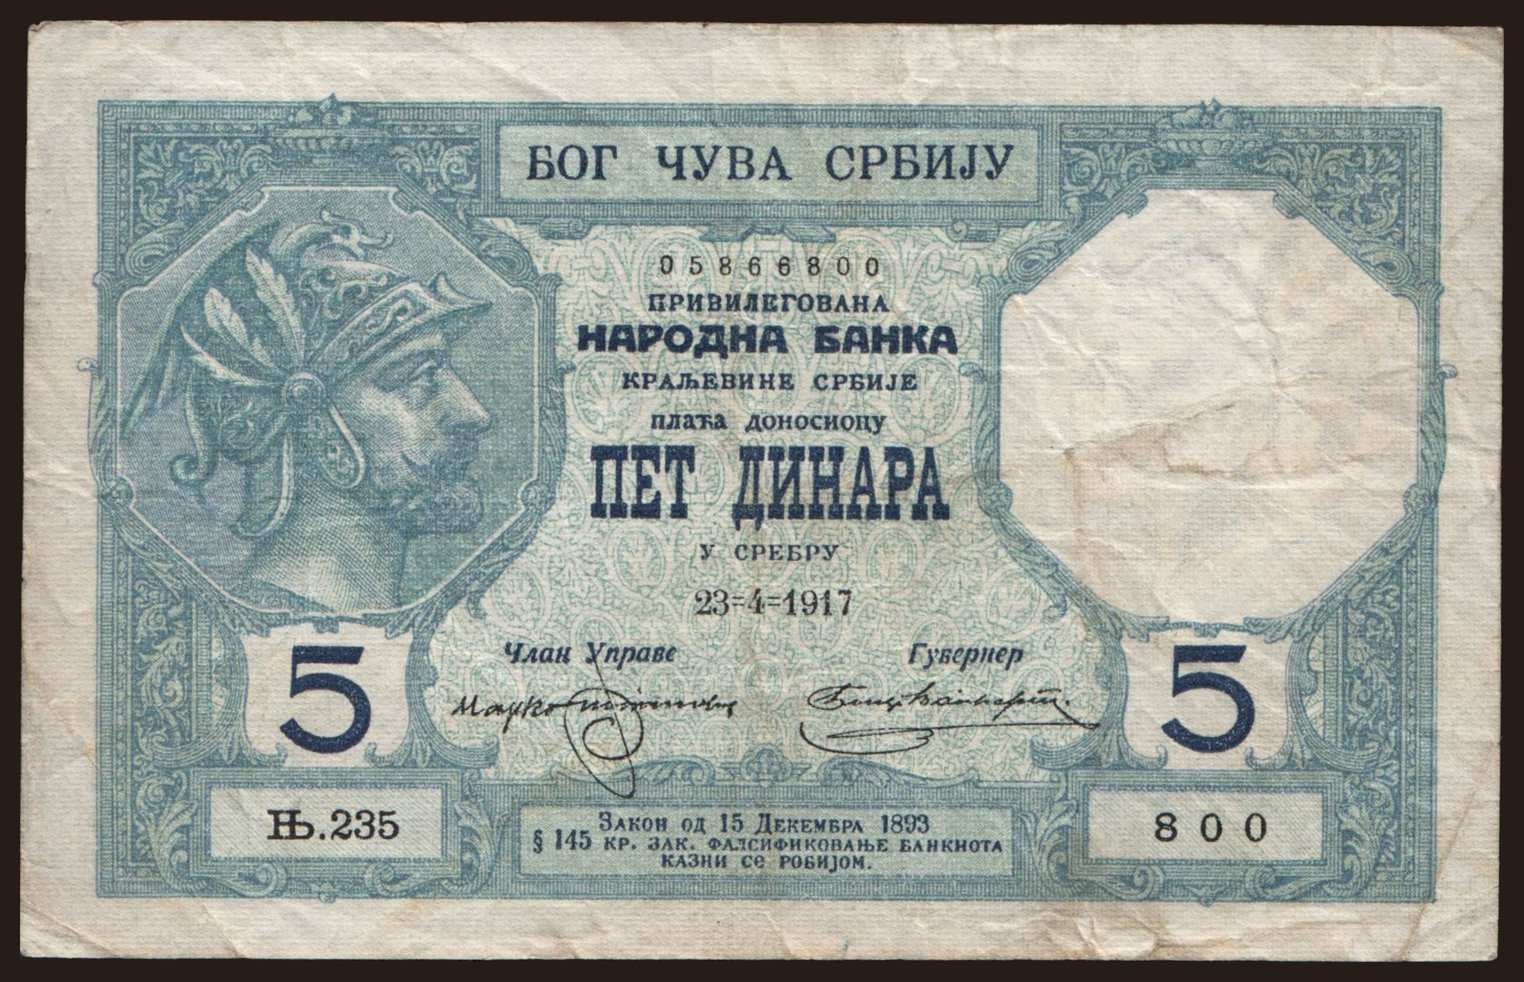 БОГ ЧУВА СРБИЈУ
05866800
ПРИВИЛЕГОВАНА
НАРОДНА БАНКА
КРАЉЕВИНЕ СРБИЈЕ
ПЛАЋА ДОНОСИОЦУ
ПЕТ ДИНАРА
У СРЕБРУ
23=4=1917
Члан Управе
Губернер
5
5
Њ.235
800
ЗАКОН ОД 15 ДЕКЕМБРА 1893
§ 145 КР. ЗАК. ФАЛСИФИКОВАЊЕ БАНКНОТА
КАЗНИ СЕ РОБИЈОМ.